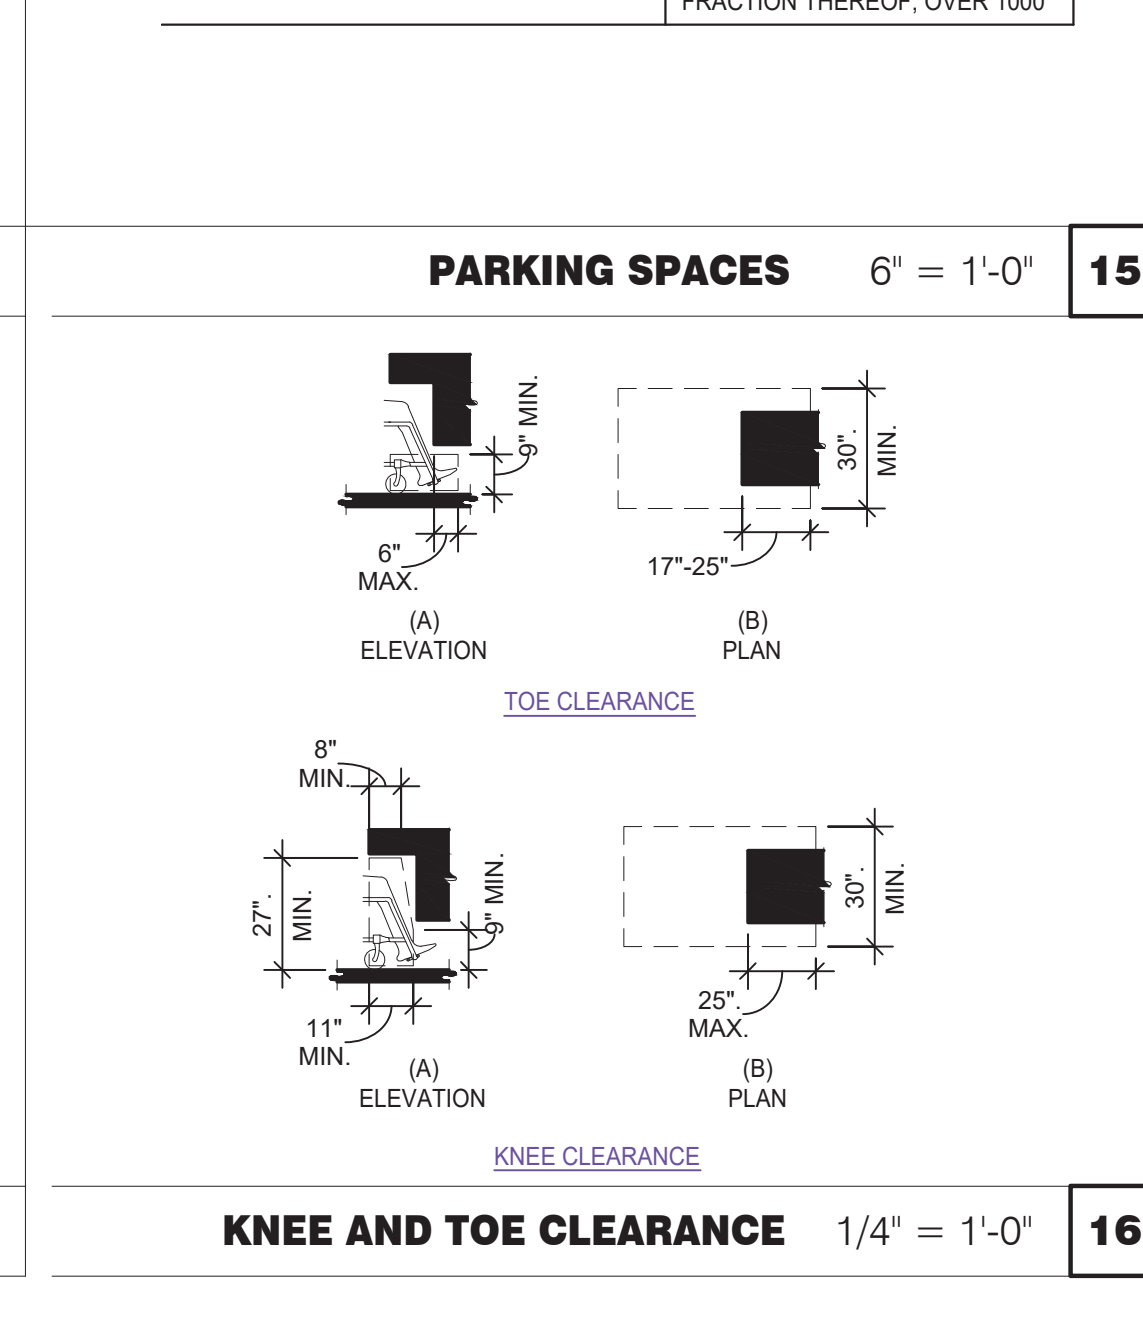 FRACTION THEREOF, OVER 1000
PARKING SPACES 6" = 1'-0" 15
9" MIN.
30".
MIN.
6"
MAX.
17"-25"
(A)
ELEVATION
(B)
PLAN
TOE CLEARANCE
8"
MIN.
27".
MIN.
9" MIN.
30".
MIN.
11"
MIN.
25".
MAX.
(A)
ELEVATION
(B)
PLAN
KNEE CLEARANCE
KNEE AND TOE CLEARANCE 1/4" = 1'-0" 16